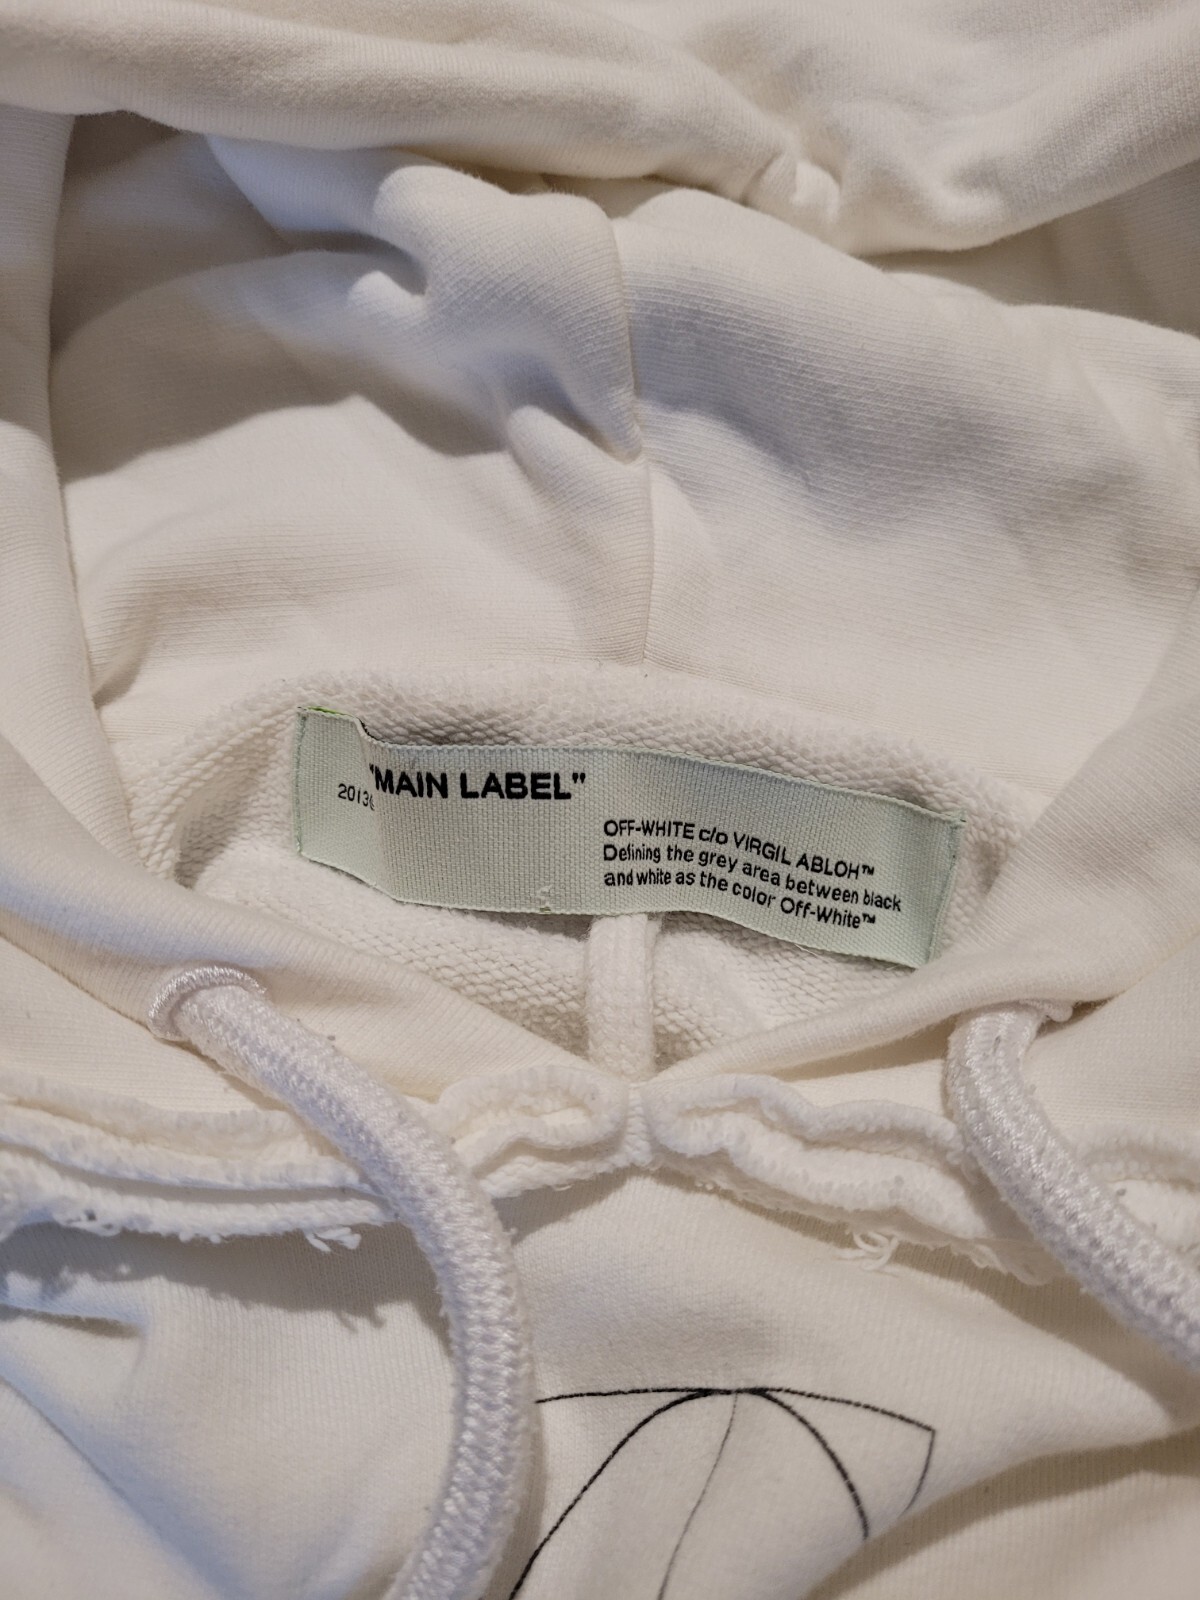 "MAIN LABEL"
2013
OFF-WHITE c/o VIRGIL ABLOH™
Defining the grey area between black
and white as the color Off-White™